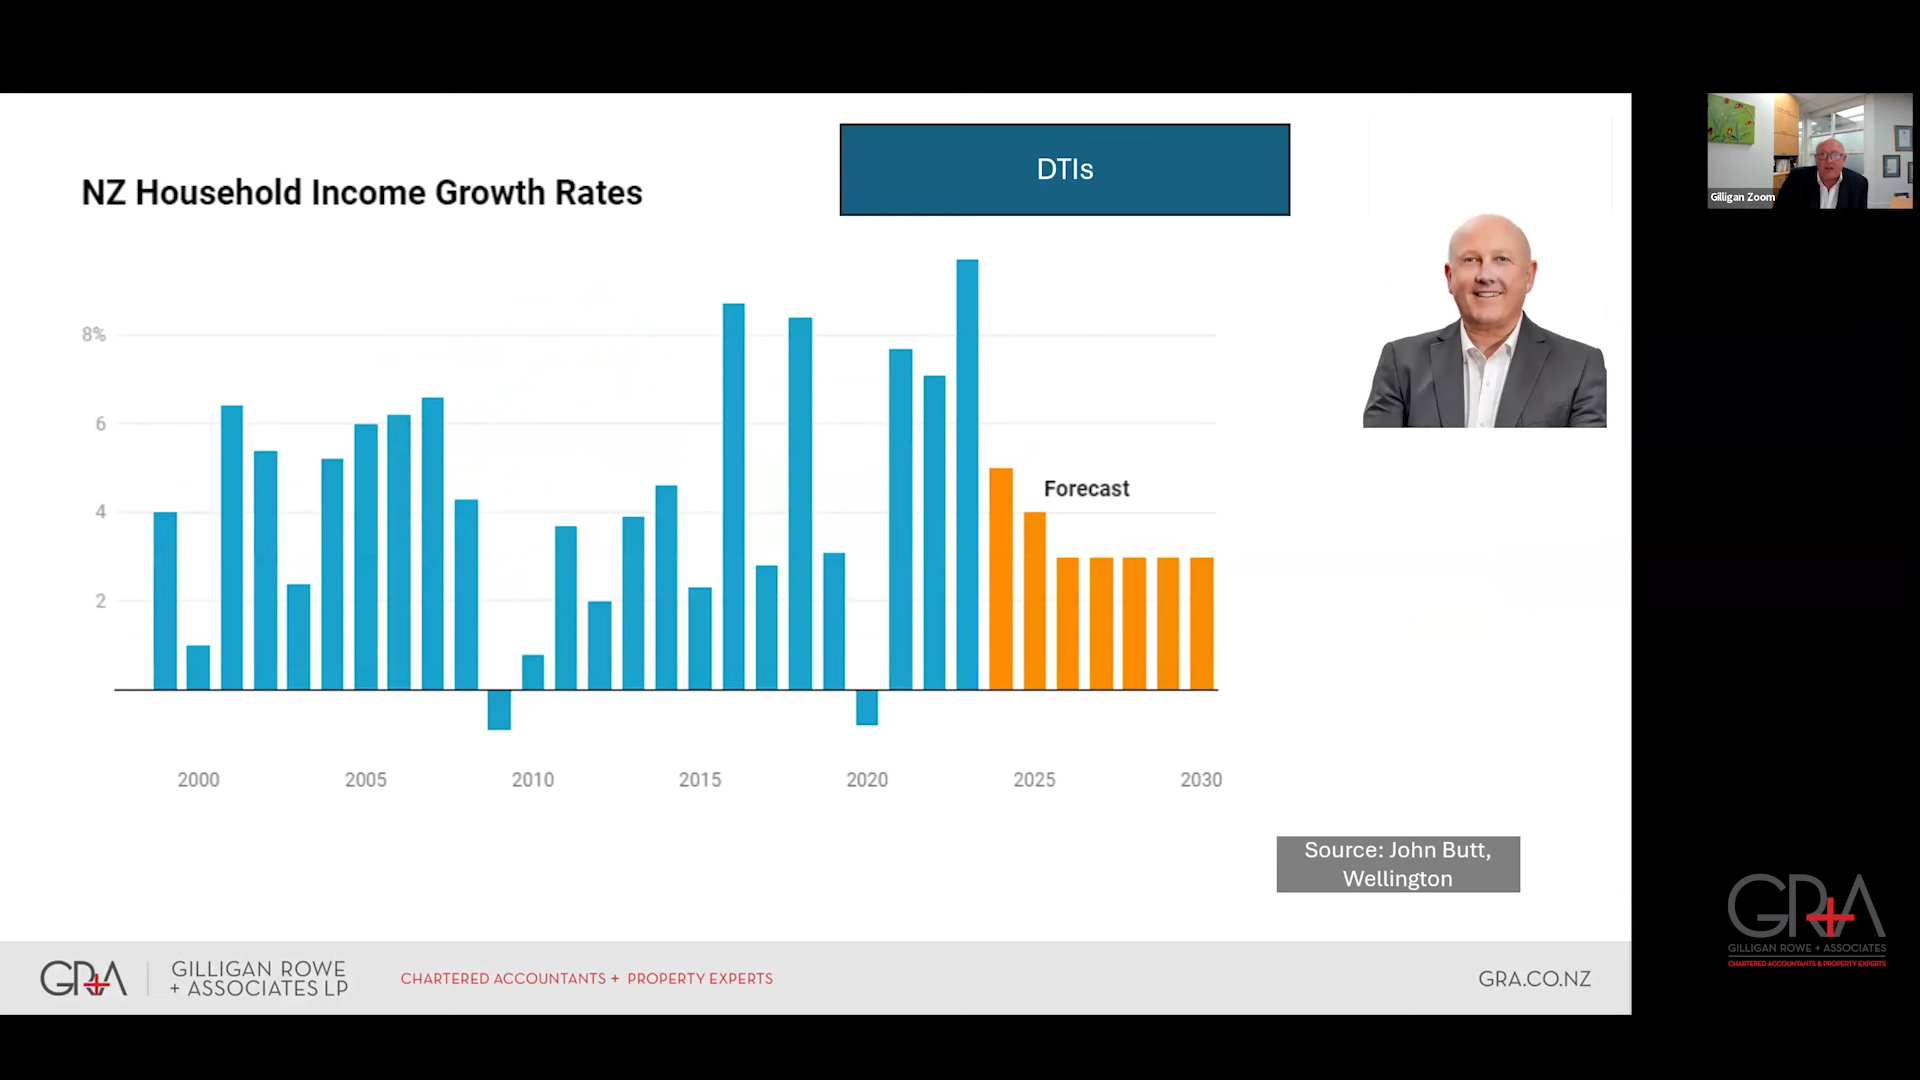 DTIs
NZ Household Income Growth Rates
Gilligan Zoom
8%
6
4
2
Forecast
2000 2005 2010 2015 2020 2025 2030
Source: John Butt,
Wellington
GRA
GILLIGAN ROWE + ASSOCIATES
CHARTERED ACCOUNTANTS & PROPERTY EXPERTS
GRA
GILLIGAN ROWE
+ ASSOCIATES LP
CHARTERED ACCOUNTANTS + PROPERTY EXPERTS
GRA.CO.NZ